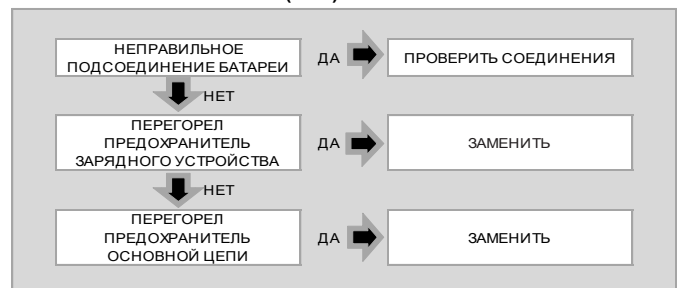 НЕПРАВИЛЬНОЕ
ПОДСОЕДИНЕНИЕ БАТАРЕИ
ДА
ПРОВЕРИТЬ СОЕДИНЕНИЯ
НЕТ
ПЕРЕГОРЕЛ
ПРЕДОХРАНИТЕЛЬ
ЗАРЯДНОГО УСТРОЙСТВА
ДА
ЗАМЕНИТЬ
НЕТ
ПЕРЕГОРЕЛ
ПРЕДОХРАНИТЕЛЬ
ОСНОВНОЙ ЦЕПИ
ДА
ЗАМЕНИТЬ